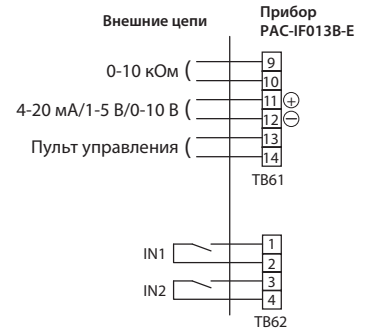 Внешние цепи
Прибор
PAC-IF013B-E
0-10 кОм (
9
10
4-20 мА/1-5 В/0-10 В (
11 +
12 −
Пульт управления (
13
14
TB61
IN1
1
2
IN2
3
4
TB62